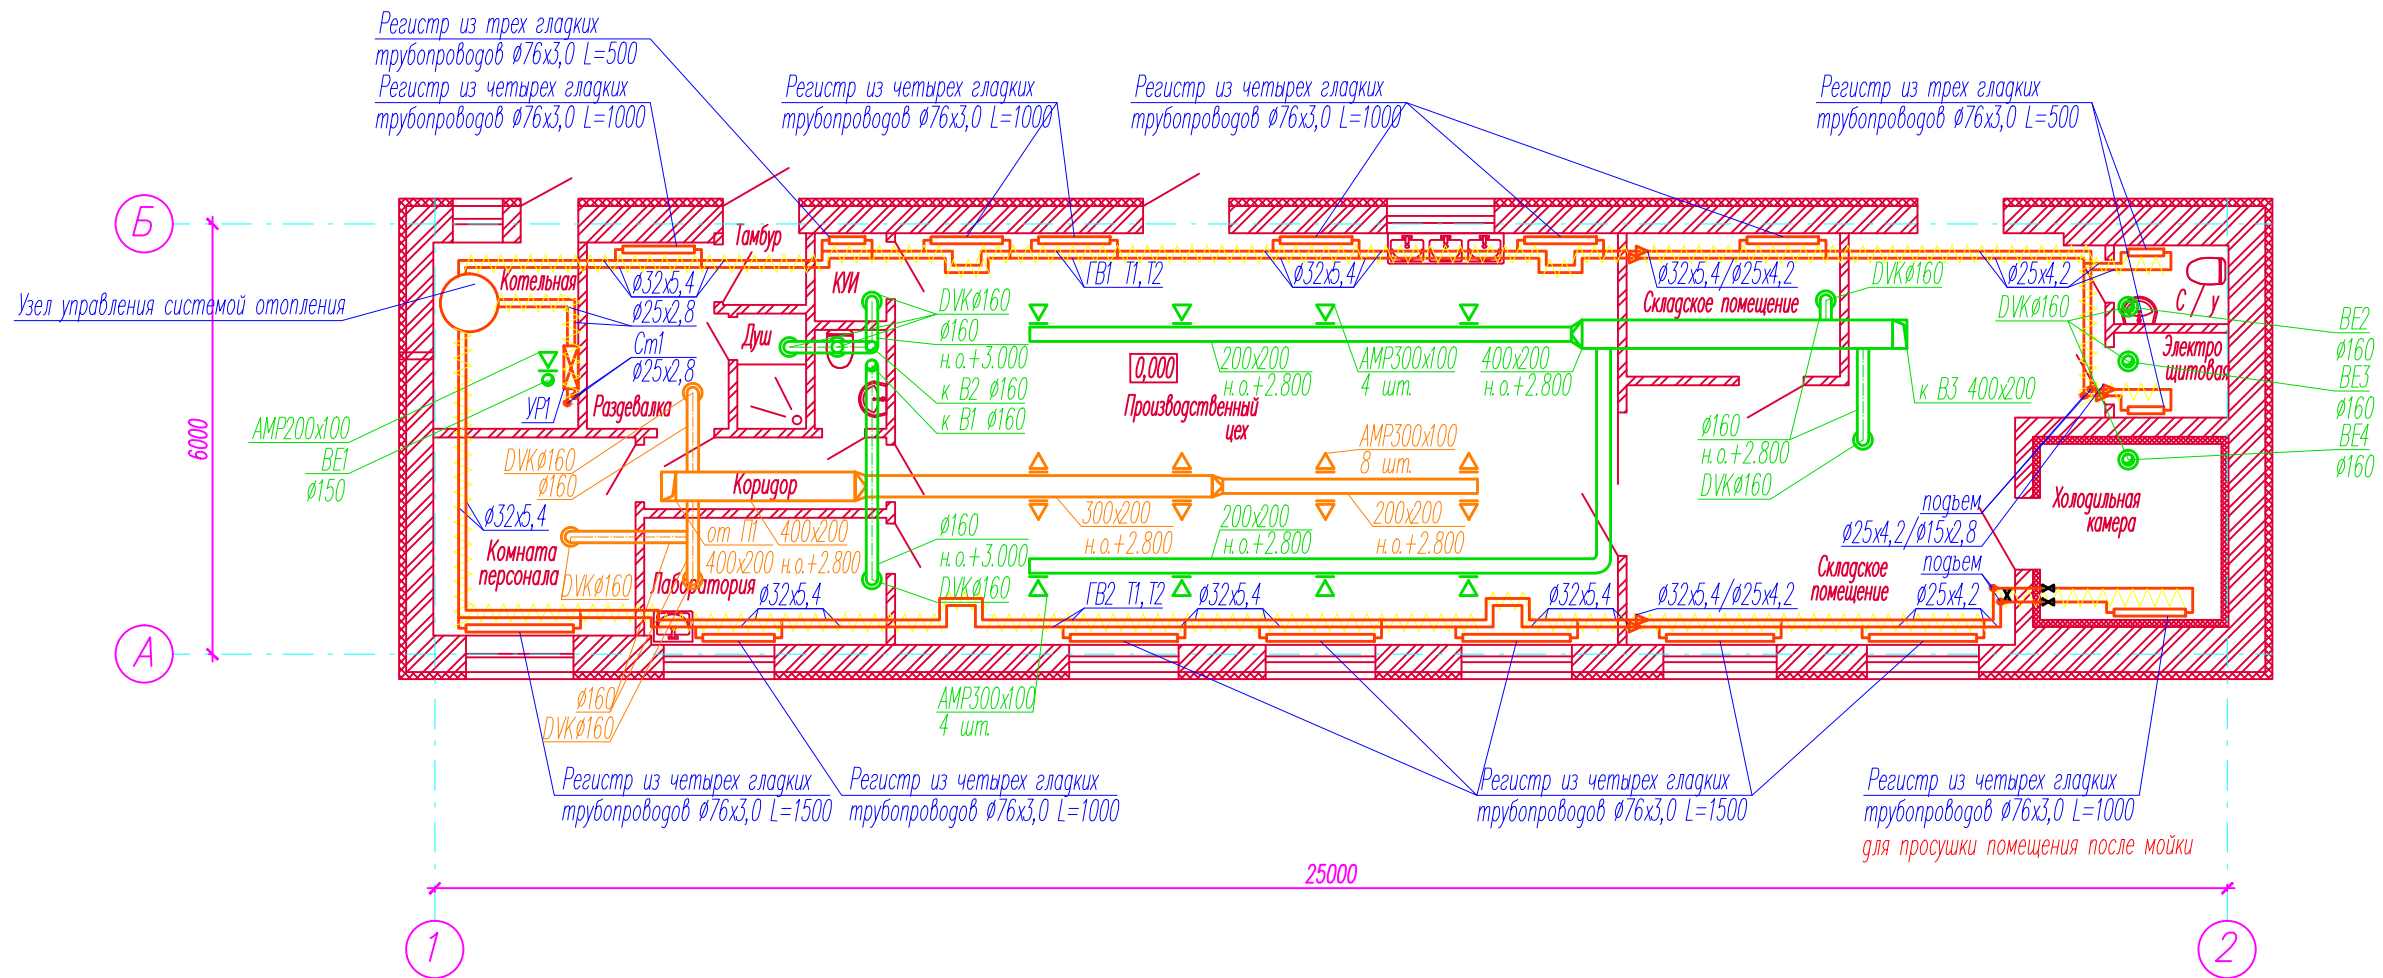 Регистр из трех гладких
трубопроводов ø76х3,0 L=500
Регистр из четырех гладких
трубопроводов ø76х3,0 L=1000
Регистр из четырех гладких
трубопроводов ø76х3,0 L=1000
Регистр из четырех гладких
трубопроводов ø76х3,0 L=1000
Регистр из трех гладких
трубопроводов ø76х3,0 L=500
Б
Тамбур
Котельная
ø32х5,4
ø25х2,8
КУИ
DVKø160
ø160
н.о.+3.000
ГВ1 Т1,Т2
ø32х5,4
ø32х5,4/ø25х4,2
Складское помещение
DVKø160
ø25х4,2
DVKø160
С / У
Узел управления системой отопления
Ст1
ø25х2,8
Душ
0,000
200х200
н.о.+2.800
АМР300х100
4 шт.
400х200
н.о.+2.800
ВЕ2
ø160
Электро
щитовая
ВЕ3
ø160
УР1
Раздевалка
к В2 ø160
к В1 ø160
Производственный
цех
к В3 400х200
6000
АМР200х100
ВЕ1
ø150
DVKø160
ø160
АМР300х100
8 шт.
ø160
н.о.+2.800
DVKø160
ВЕ4
ø160
Коридор
ø32х5,4
от П1
400х200
400х200
н.о.+2.800
ø160
н.о.+3.000
DVKø160
300х200
н.о.+2.800
200х200
н.о.+2.800
200х200
н.о.+2.800
подъем
ø25х4,2/ø15х2,8
подъем
Холодильная
камера
Комната
персонала
DVKø160
Лаборатория
ø32х5,4
ГВ2 Т1,Т2
ø32х5,4
ø32х5,4
ø32х5,4/ø25х4,2
Складское
помещение
ø25х4,2
А
ø160
DVKø160
АМР300х100
4 шт.
Регистр из четырех гладких
трубопроводов ø76х3,0 L=1500
Регистр из четырех гладких
трубопроводов ø76х3,0 L=1000
Регистр из четырех гладких
трубопроводов ø76х3,0 L=1500
Регистр из четырех гладких
трубопроводов ø76х3,0 L=1000
для просушки помещения после мойки
25000
1
2